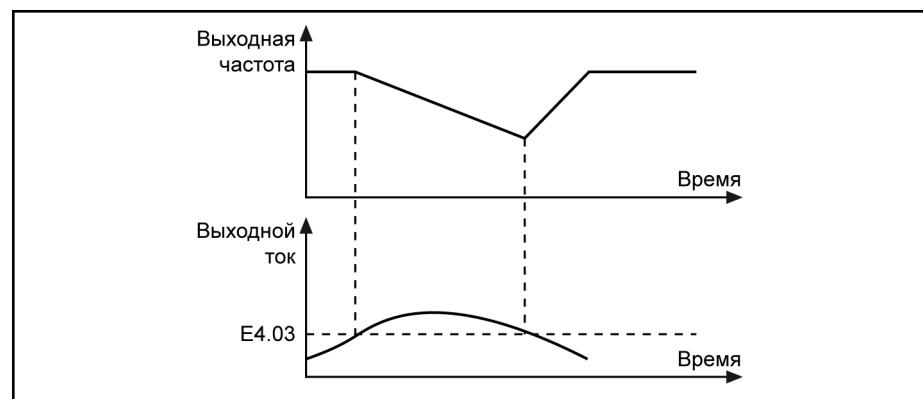 Выходная
частота
Время
Выходной
ток
E4.03
Время